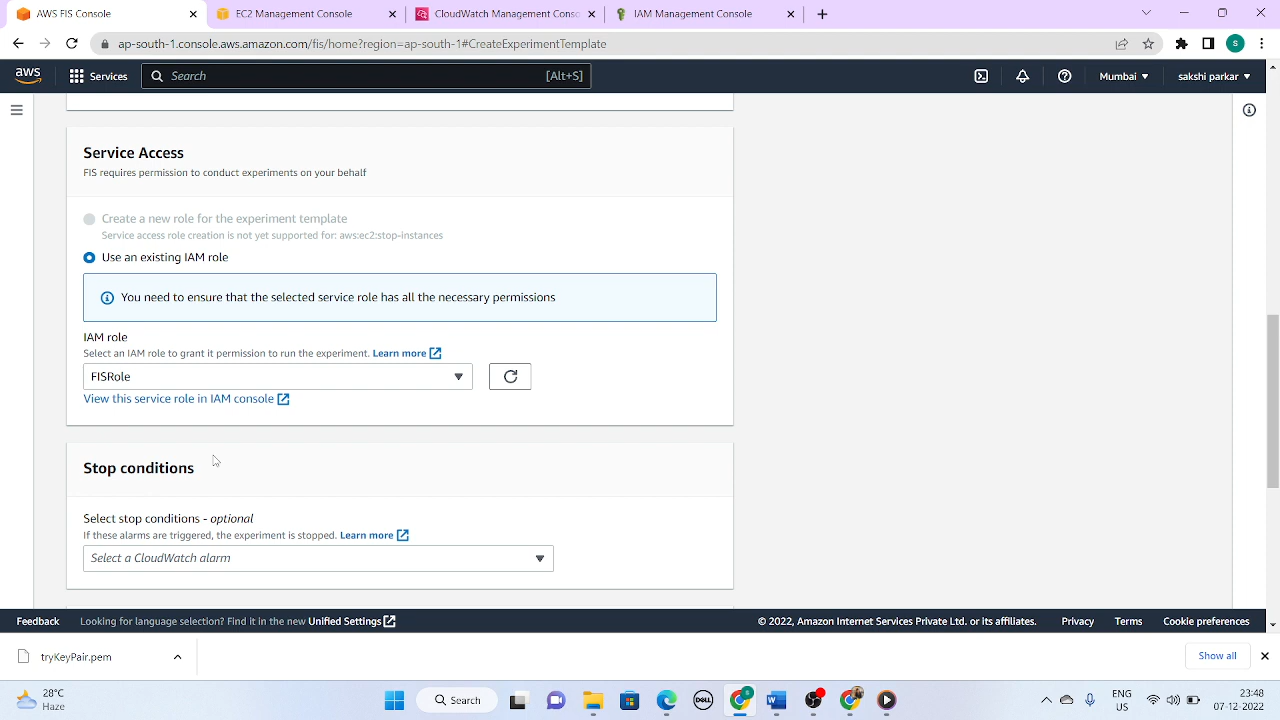 AWS FIS Console
EC2 Management Console
CloudWatch Management Conso
IAM Management Console
ap-south-1.console.aws.amazon.com/fis/home?region=ap-south-1#CreateExperimentTemplate
S
aws
Services
Search
[Alt+S]
Mumbai
sakshi parkar
Service Access
FIS requires permission to conduct experiments on your behalf
Create a new role for the experiment template
Service access role creation is not yet supported for: aws:ec2:stop-instances
Use an existing IAM role
You need to ensure that the selected service role has all the necessary permissions
IAM role
Select an IAM role to grant it permission to run the experiment. Learn more
FISRole
View this service role in IAM console
Stop conditions
Select stop conditions - optional
If these alarms are triggered, the experiment is stopped. Learn more
Select a CloudWatch alarm
Feedback
Looking for language selection? Find it in the new Unified Settings
© 2022, Amazon Internet Services Private Ltd. or its affiliates.
Privacy
Terms
Cookie preferences
tryKeyPair.pem
Show all
28°C
Haze
Search
DELL
ENG
US
23:48
07-12-2022